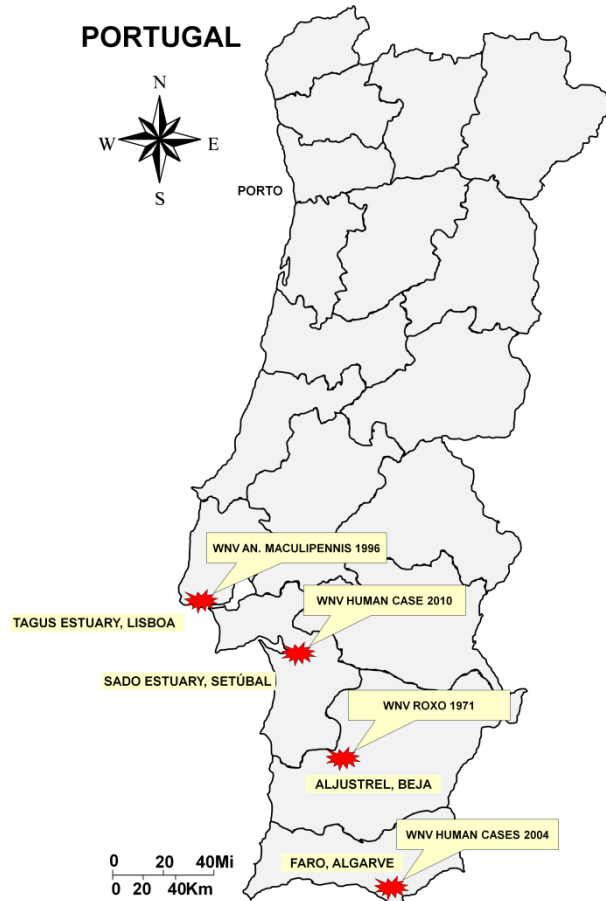 PORTUGAL
N
W
E
S
PORTO
WNV AN. MACULIPENNIS 1996
WNV HUMAN CASE 2010
TAGUS ESTUARY, LISBOA
SADO ESTUARY, SETÚBAL
WNV ROXO 1971
ALJUSTREL, BEJA
WNV HUMAN CASES 2004
FARO, ALGARVE
0 20 40Mi
0 20 40Km